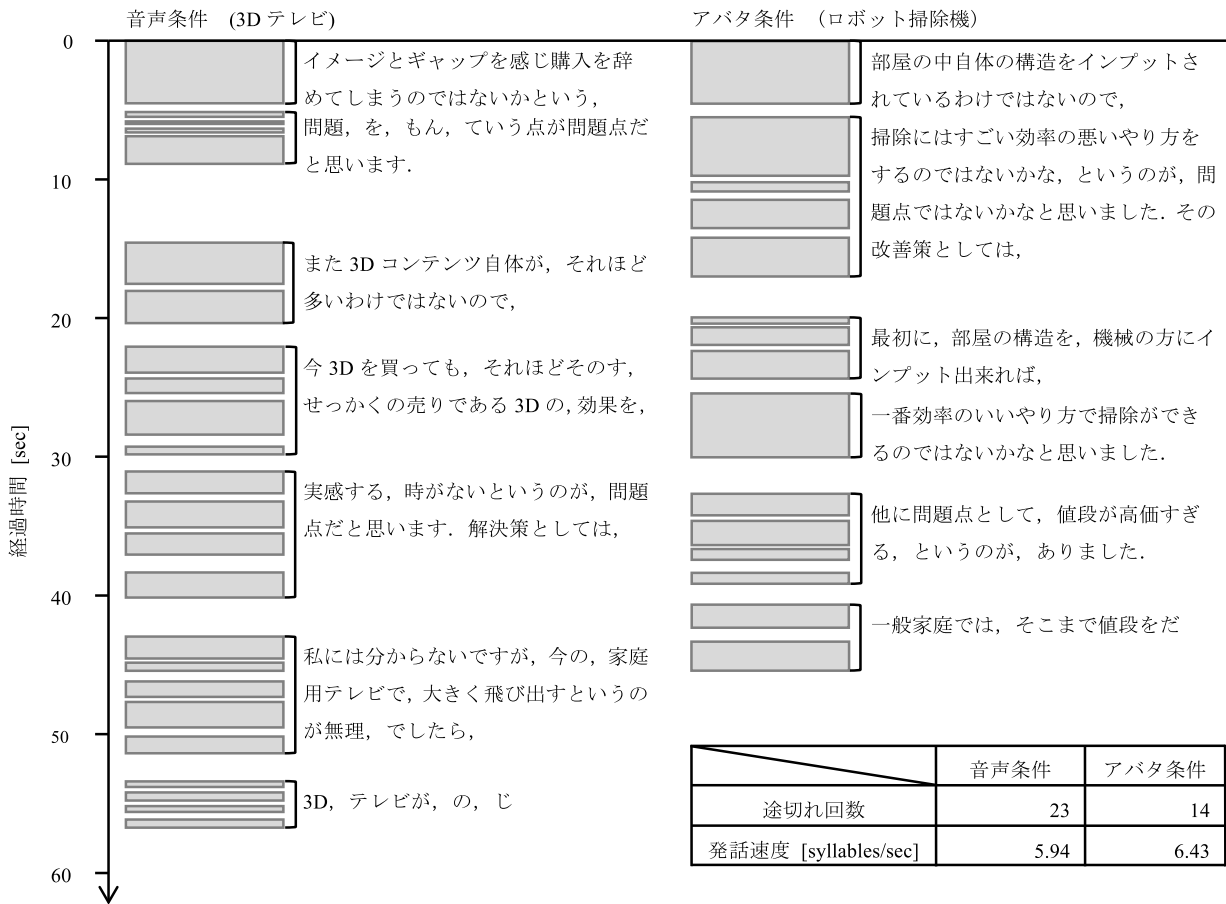 音声条件 (3D テレビ)
イメージとギャップを感じ購入を辞
めてしまうのではないかという,
問題, を, もん, ていう点が問題点だ
と思います.
また 3D コンテンツ自体が, それほど
多いわけではないので,
今 3D を買っても, それほどそのす,
せっかくの売りである 3D の, 効果を,
実感する, 時がないというのが, 問題
点だと思います. 解決策としては,
私には分からないですが, 今の, 家庭
用テレビで, 大きく飛び出すというの
が無理, でしたら,
3D, テレビが, の, じ
アバタ条件 (ロボット掃除機)
部屋の中自体の構造をインプットさ
れているわけではないので,
掃除にはすごい効率の悪いやり方を
するのではないかな, というのが, 問
題点ではないかなと思いました. その
改善策としては,
最初に, 部屋の構造を, 機械の方にイ
ンプット出来れば,
一番効率のいいやり方で掃除ができ
るのではないかなと思いました.
他に問題点として, 値段が高価すぎ
る, というのが, ありました.
一般家庭では, そこまで値段をだ
経過時間 [sec]
0
10
20
30
40
50
60
音声条件 アバタ条件
途切れ回数 23 14
発話速度 [syllables/sec] 5.94 6.43